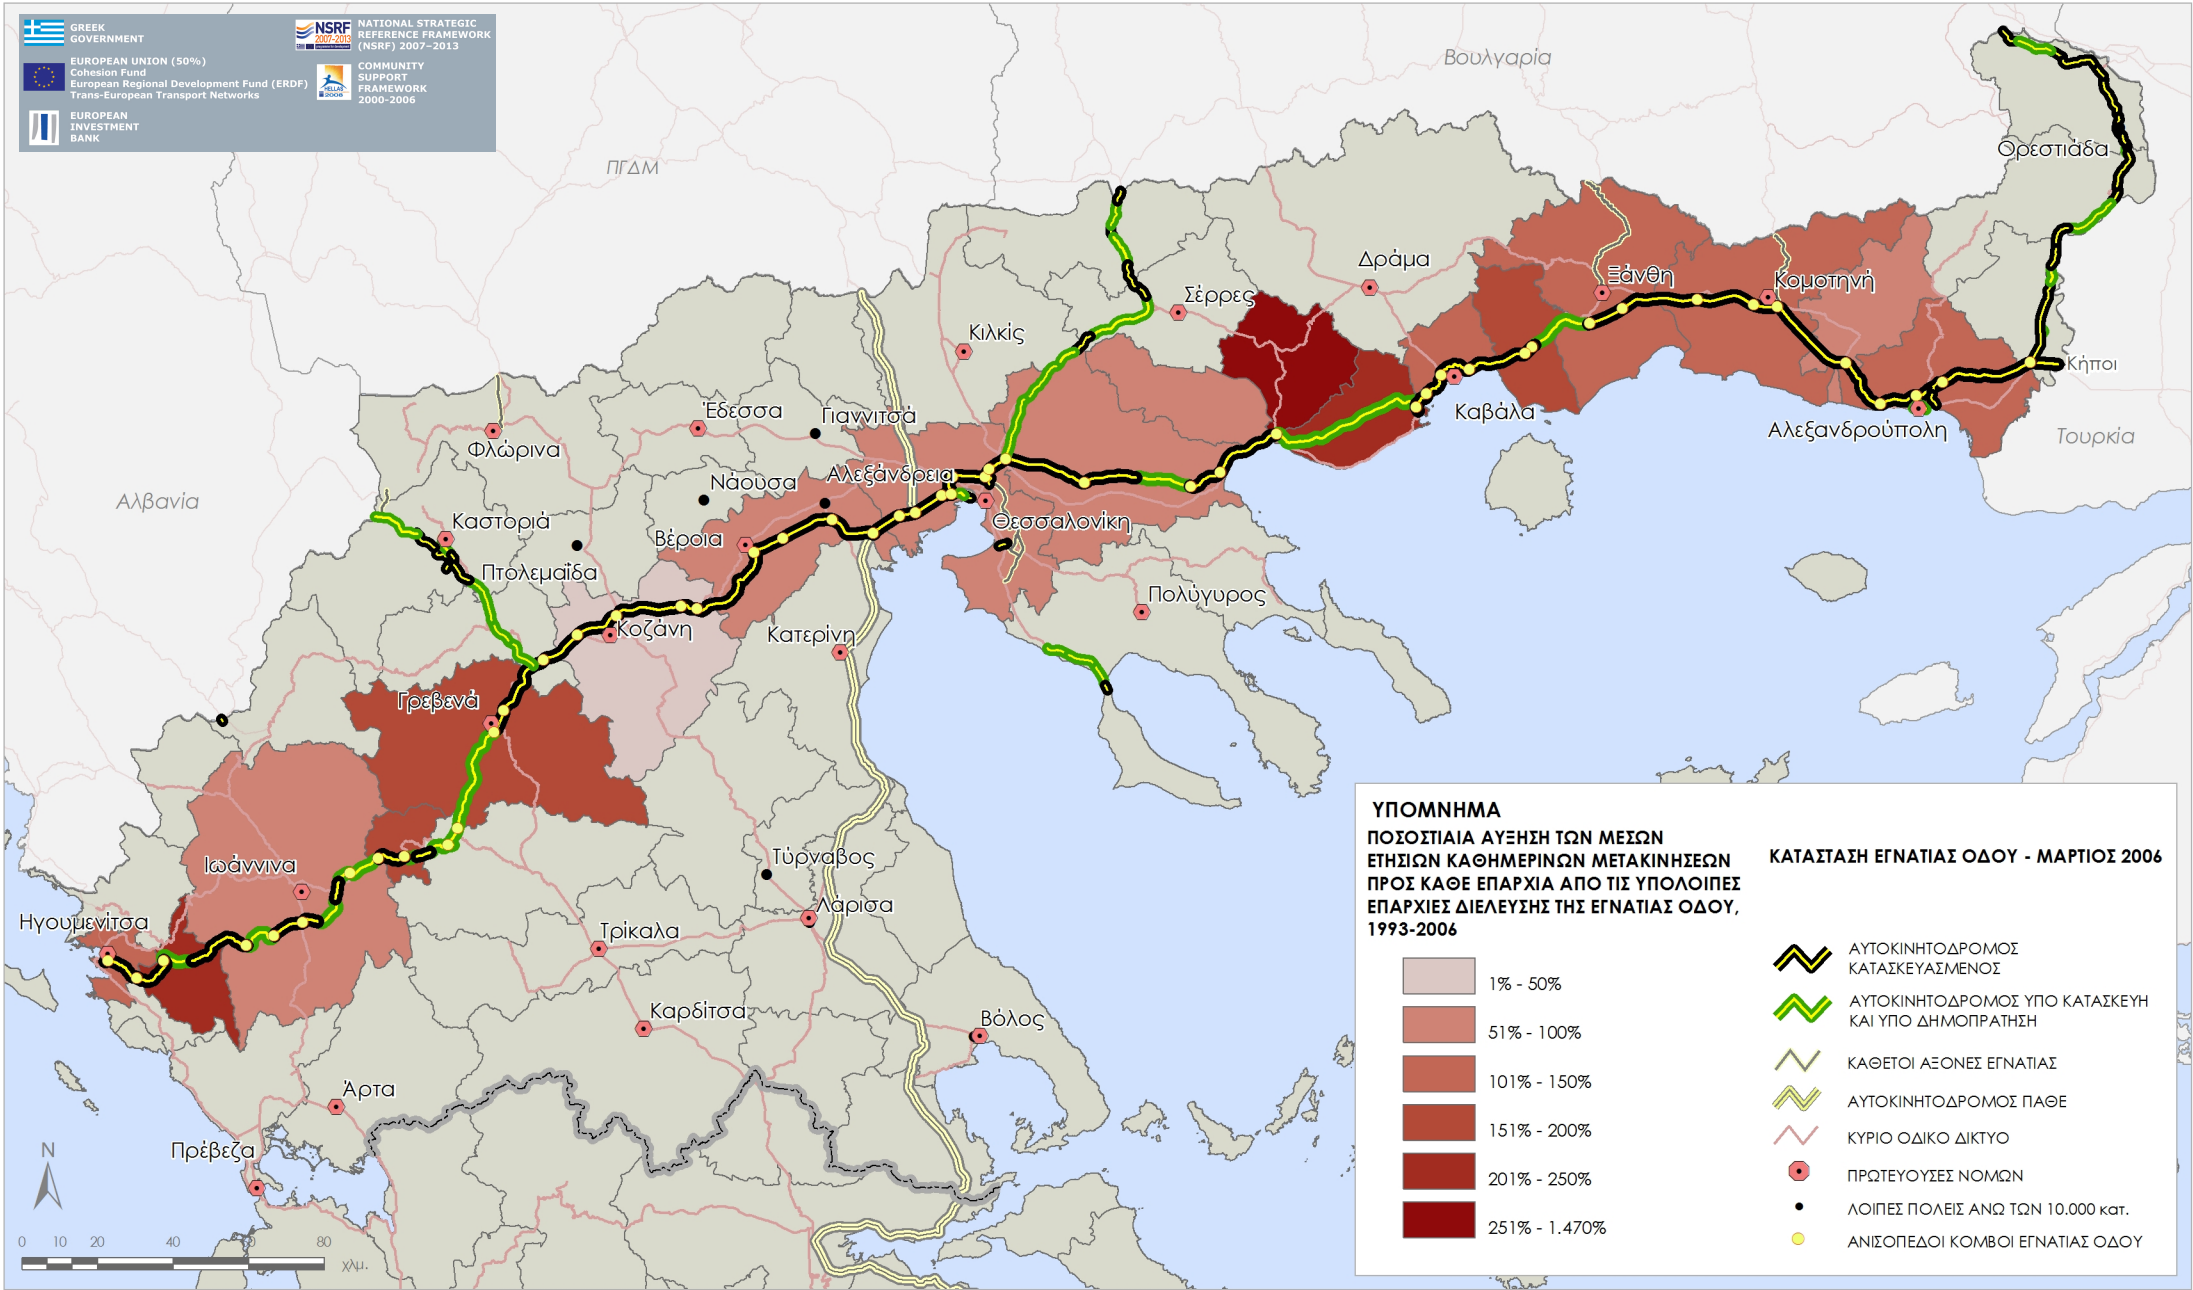 GREEK
GOVERNMENT
EUROPEAN UNION (50%)
Cohesion Fund
European Regional Development Fund (ERDF)
Trans-European Transport Networks
EUROPEAN
INVESTMENT
BANK
NSRF
2007-2013
NATIONAL STRATEGIC
REFERENCE FRAMEWORK
(NSRF) 2007–2013
HELLAS
2008
COMMUNITY
SUPPORT
FRAMEWORK
2000-2006
Βουλγαρία
ΠΓΔΜ
Ορεστιάδα
Δράμα
Ξάνθη
Κομοτηνή
Σέρρες
Κιλκίς
Κήποι
Έδεσσα
Γιαννιτσά
Καβάλα
Αλεξανδρούπολη
Τουρκία
Φλώρινα
Αλβανία
Νάουσα
Αλεξάνδρεια
Καστοριά
Θεσσαλονίκη
Βέροια
Πτολεμαΐδα
Πολύγυρος
Κοζάνη
Κατερίνη
Γρεβενά
Ιωάννινα
Τύρναβος
Ηγουμενίτσα
Λάρισα
Τρίκαλα
Καρδίτσα
Βόλος
Άρτα
Πρέβεζα
N
0 10 20 40 60 80
χλμ.
ΥΠΟΜΝΗΜΑ
ΠΟΣΟΣΤΙΑΙΑ ΑΥΞΗΣΗ ΤΩΝ ΜΕΣΩΝ
ΕΤΗΣΙΩΝ ΚΑΘΗΜΕΡΙΝΩΝ ΜΕΤΑΚΙΝΗΣΕΩΝ
ΠΡΟΣ ΚΑΘΕ ΕΠΑΡΧΙΑ ΑΠΟ ΤΙΣ ΥΠΟΛΟΙΠΕΣ
ΕΠΑΡΧΙΕΣ ΔΙΕΛΕΥΣΗΣ ΤΗΣ ΕΓΝΑΤΙΑΣ ΟΔΟΥ,
1993-2006
1% - 50%
51% - 100%
101% - 150%
151% - 200%
201% - 250%
251% - 1.470%
ΚΑΤΑΣΤΑΣΗ ΕΓΝΑΤΙΑΣ ΟΔΟΥ - ΜΑΡΤΙΟΣ 2006
ΑΥΤΟΚΙΝΗΤΟΔΡΟΜΟΣ
ΚΑΤΑΣΚΕΥΑΣΜΕΝΟΣ
ΑΥΤΟΚΙΝΗΤΟΔΡΟΜΟΣ ΥΠΟ ΚΑΤΑΣΚΕΥΗ
ΚΑΙ ΥΠΟ ΔΗΜΟΠΡΑΤΗΣΗ
ΚΑΘΕΤΟΙ ΑΞΟΝΕΣ ΕΓΝΑΤΙΑΣ
ΑΥΤΟΚΙΝΗΤΟΔΡΟΜΟΣ ΠΑΘΕ
ΚΥΡΙΟ ΟΔΙΚΟ ΔΙΚΤΥΟ
ΠΡΩΤΕΥΟΥΣΕΣ ΝΟΜΩΝ
ΛΟΙΠΕΣ ΠΟΛΕΙΣ ΑΝΩ ΤΩΝ 10.000 κατ.
ΑΝΙΣΟΠΕΔΟΙ ΚΟΜΒΟΙ ΕΓΝΑΤΙΑΣ ΟΔΟΥ